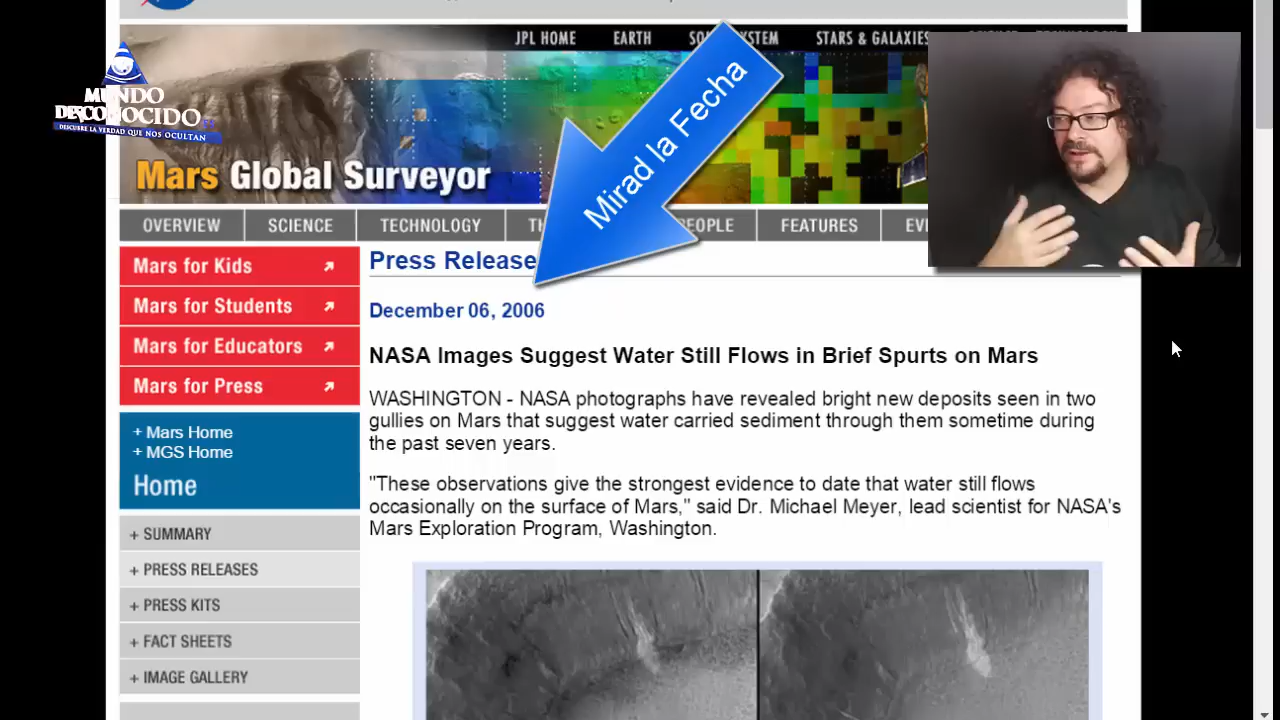 JPL HOME
EARTH
SO
YSTEM
STARS & GALAXIES
Mirad la Fecha
MUNDO
DESCONOCIDO
DESCUBRE LA VERDAD QUE NOS OCULTAN
Mars Global Surveyor
OVERVIEW
SCIENCE
TECHNOLOGY
TH
PEOPLE
FEATURES
EV
Mars for Kids
Mars for Students
Mars for Educators
Mars for Press
+ Mars Home
+ MGS Home
Home
+ SUMMARY
+ PRESS RELEASES
+ PRESS KITS
+ FACT SHEETS
+ IMAGE GALLERY
Press Release
December 06, 2006
NASA Images Suggest Water Still Flows in Brief Spurts on Mars
WASHINGTON - NASA photographs have revealed bright new deposits seen in two
gullies on Mars that suggest water carried sediment through them sometime during
the past seven years.
"These observations give the strongest evidence to date that water still flows
occasionally on the surface of Mars," said Dr. Michael Meyer, lead scientist for NASA's
Mars Exploration Program, Washington.